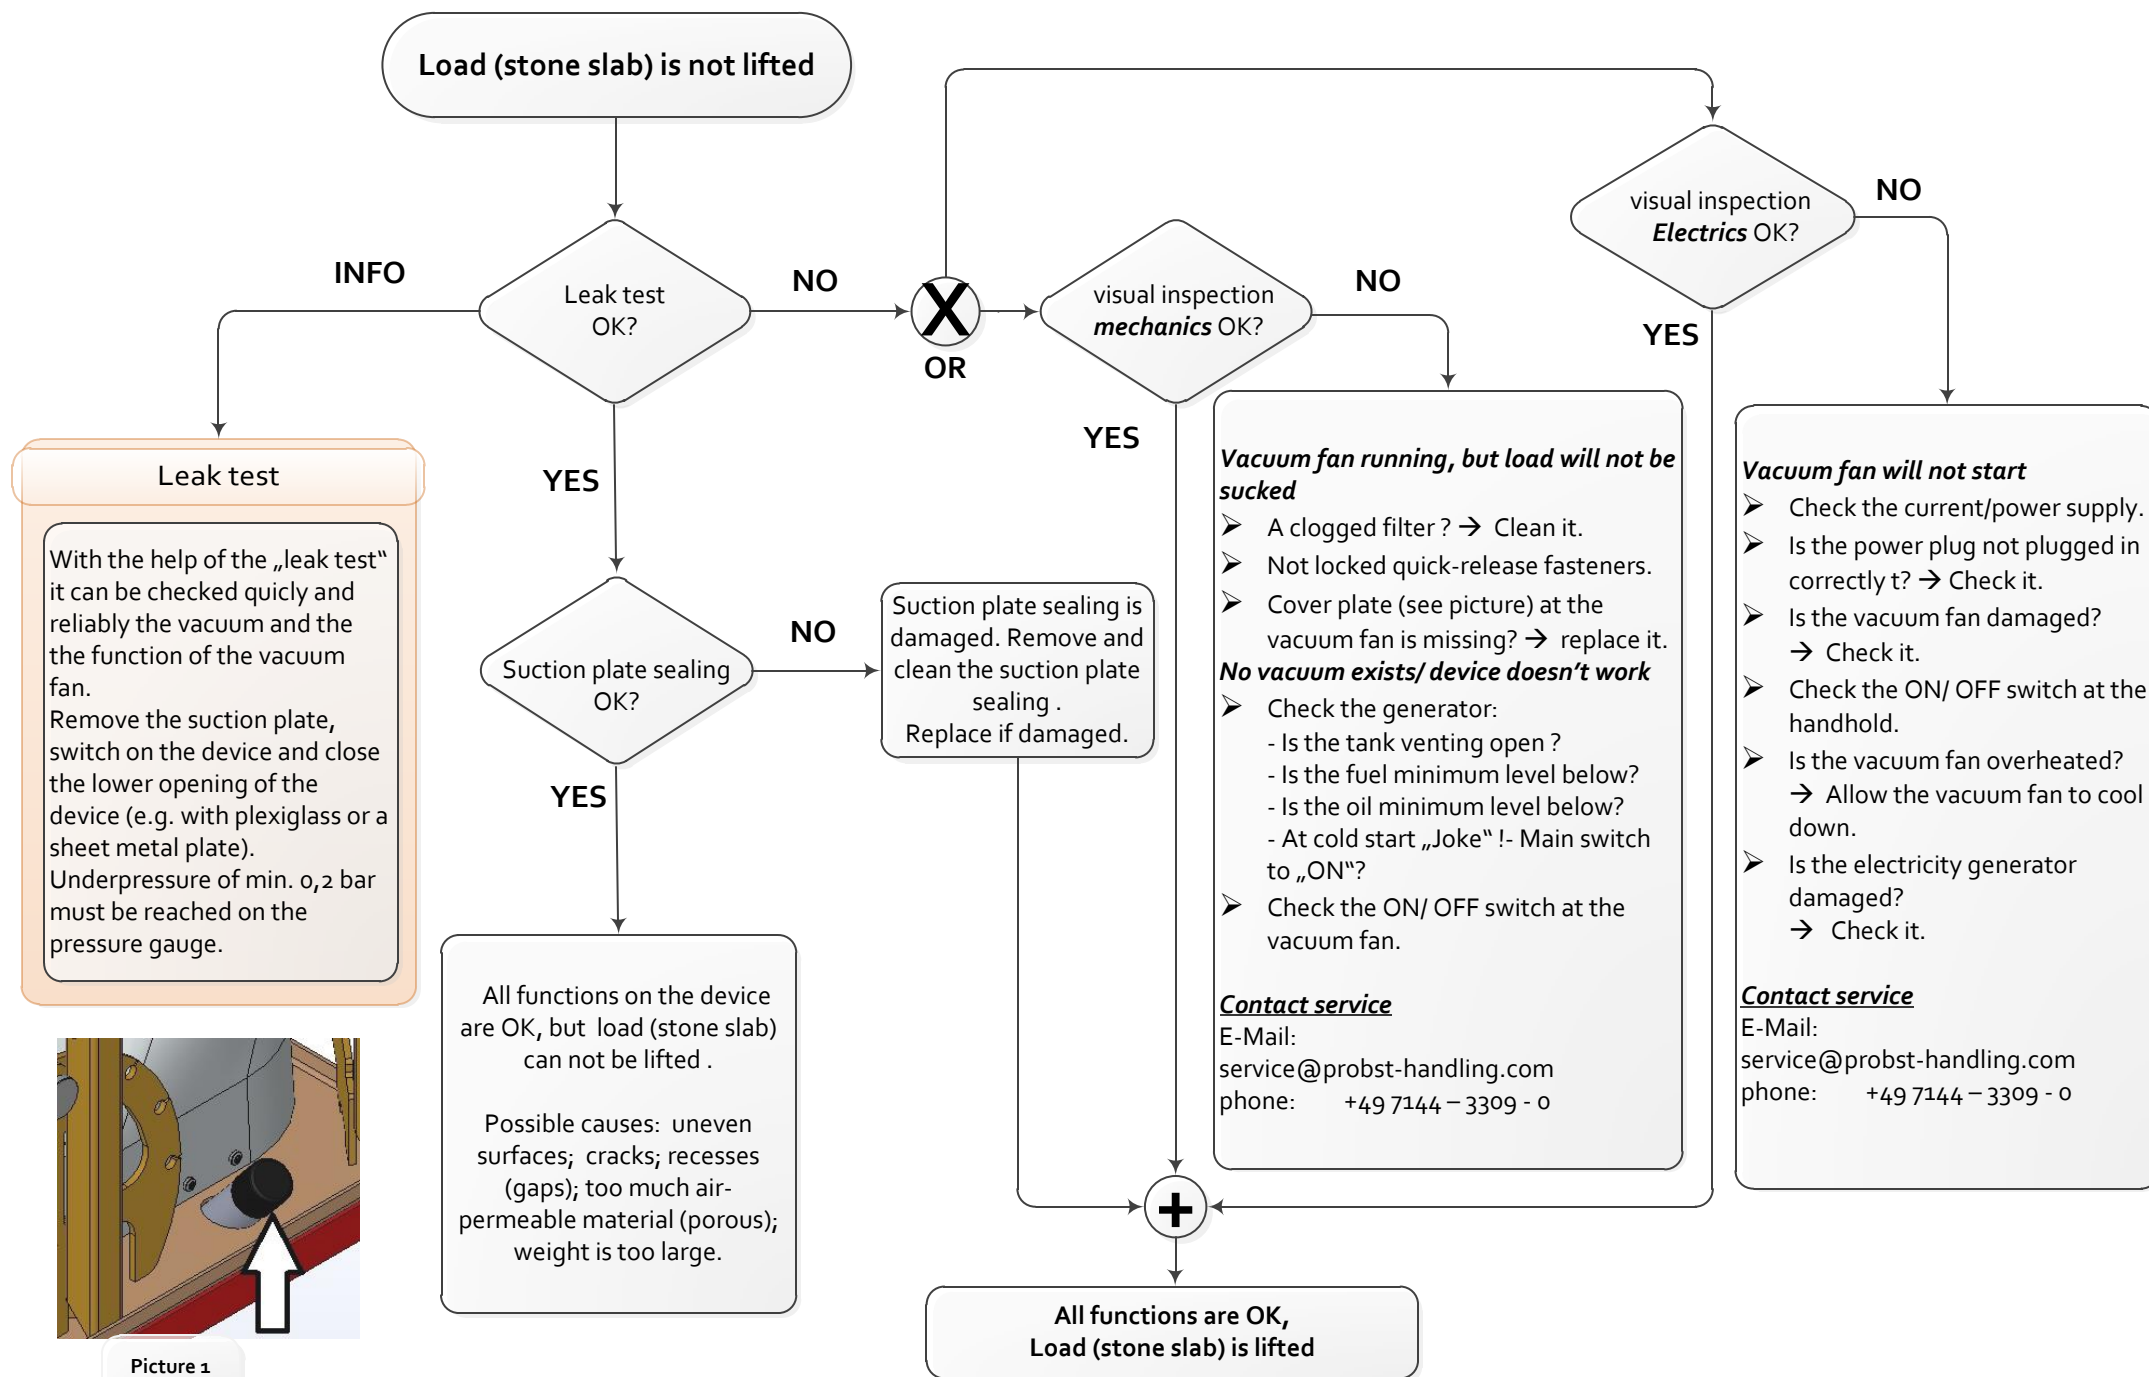 Load (stone slab) is not lifted
INFO
Leak test
OK?
NO
X
OR
visual inspection
mechanics OK?
NO
visual inspection
Electrics OK?
NO
YES
YES
YES
Leak test
With the help of the „leak test“
it can be checked quicly and
reliably the vacuum and the
the function of the vacuum
fan.
Remove the suction plate,
switch on the device and close
the lower opening of the
device (e.g. with plexiglass or a
sheet metal plate).
Underpressure of min. 0,2 bar
must be reached on the
pressure gauge.
Suction plate sealing
OK?
NO
Suction plate sealing is
damaged. Remove and
clean the suction plate
sealing .
Replace if damaged.
YES
All functions on the device
are OK, but load (stone slab)
can not be lifted .
Possible causes: uneven
surfaces; cracks; recesses
(gaps); too much air-
permeable material (porous);
weight is too large.
Vacuum fan running, but load will not be
sucked
➢ A clogged filter ? → Clean it.
➢ Not locked quick-release fasteners.
➢ Cover plate (see picture) at the
vacuum fan is missing? → replace it.
No vacuum exists/ device doesn’t work
➢ Check the generator:
- Is the tank venting open ?
- Is the fuel minimum level below?
- Is the oil minimum level below?
- At cold start „Joke“ !- Main switch
to „ON“?
➢ Check the ON/ OFF switch at the
vacuum fan.
Contact service
E-Mail:
service@probst-handling.com
phone: +49 7144 – 3309 - 0
Vacuum fan will not start
➢ Check the current/power supply.
➢ Is the power plug not plugged in
correctly t? → Check it.
➢ Is the vacuum fan damaged?
→ Check it.
➢ Check the ON/ OFF switch at the
handhold.
➢ Is the vacuum fan overheated?
→ Allow the vacuum fan to cool
down.
➢ Is the electricity generator
damaged?
→ Check it.
Contact service
E-Mail:
service@probst-handling.com
phone: +49 7144 – 3309 - 0
+
All functions are OK,
Load (stone slab) is lifted
Picture 1